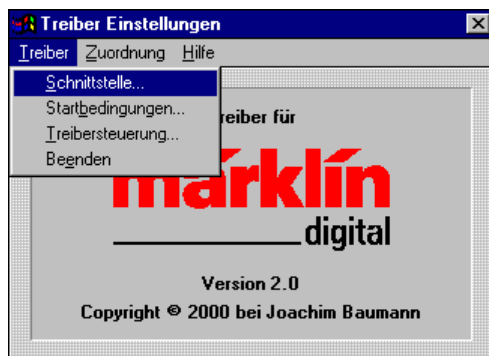 Treiber Einstellungen
Treiber Zuordnung Hilfe
Schnittstelle...
Startbedingungen...
Treibersteuerung...
Beenden
reiber für
märklín
digital
Version 2.0
Copyright © 2000 bei Joachim Baumann